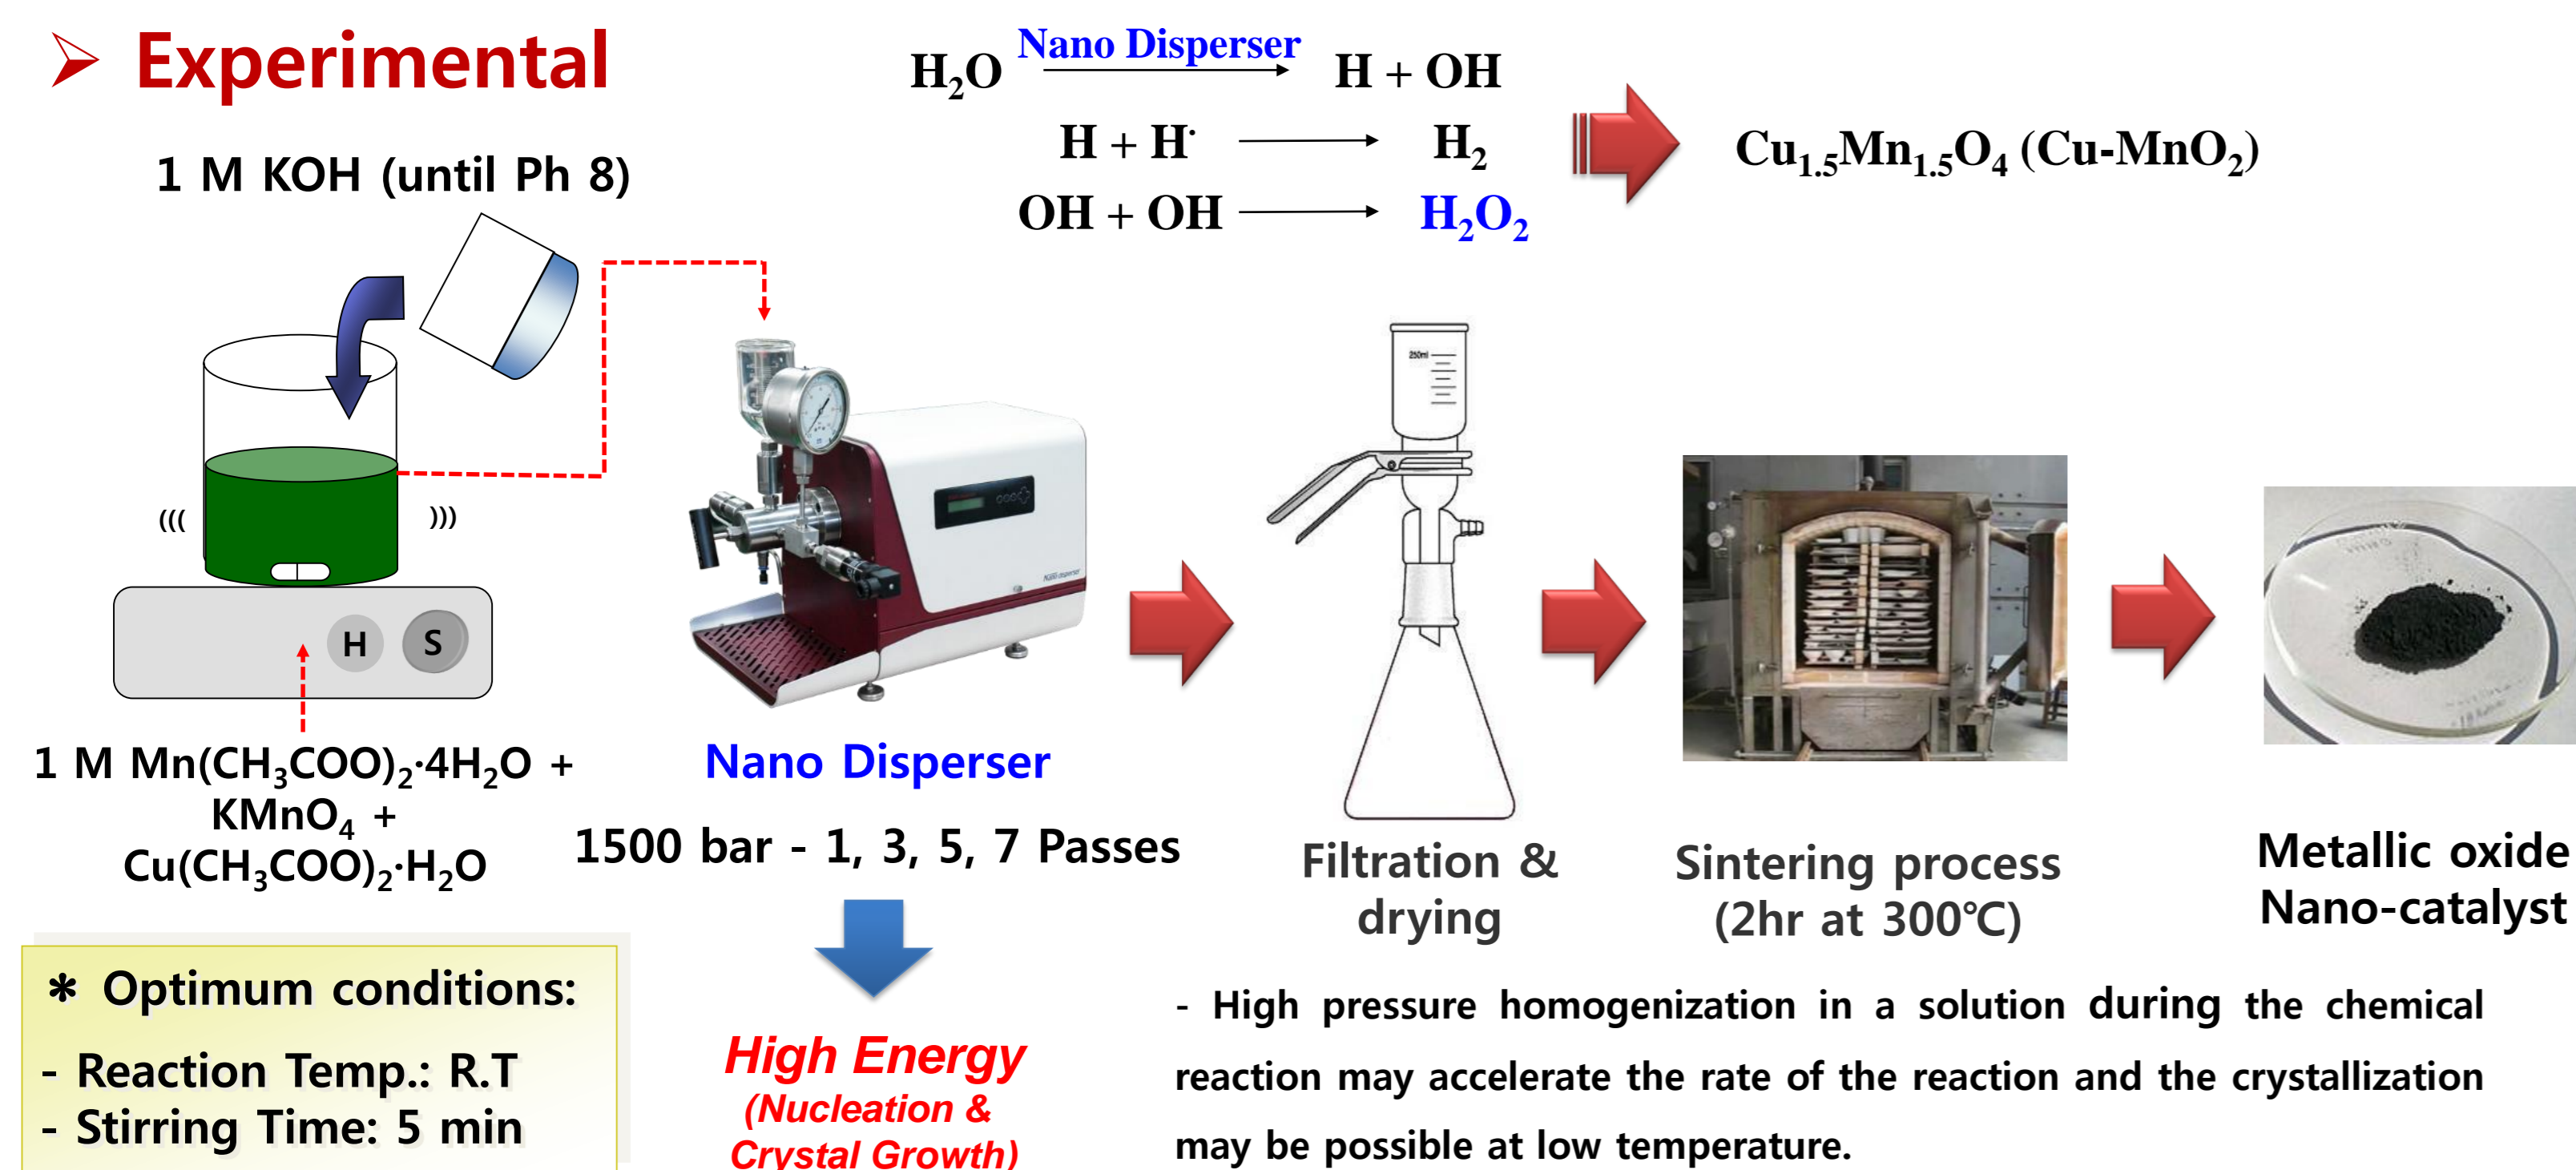 ➢ Experimental
1 M KOH (until Ph 8)
H₂O Nano Disperser → H + OH
H + H· → H₂
OH + OH → H₂O₂
Cu₁.₅Mn₁.₅O₄ (Cu-MnO₂)
((( )))
H S
1 M Mn(CH₃COO)₂·4H₂O +
KMnO₄ +
Cu(CH₃COO)₂·H₂O
Nano Disperser
1500 bar - 1, 3, 5, 7 Passes
High Energy
(Nucleation &
Crystal Growth)
250ml
Filtration &
drying
Sintering process
(2hr at 300℃)
Metallic oxide
Nano-catalyst
* Optimum conditions:
- Reaction Temp.: R.T
- Stirring Time: 5 min
- High pressure homogenization in a solution during the chemical
reaction may accelerate the rate of the reaction and the crystallization
may be possible at low temperature.